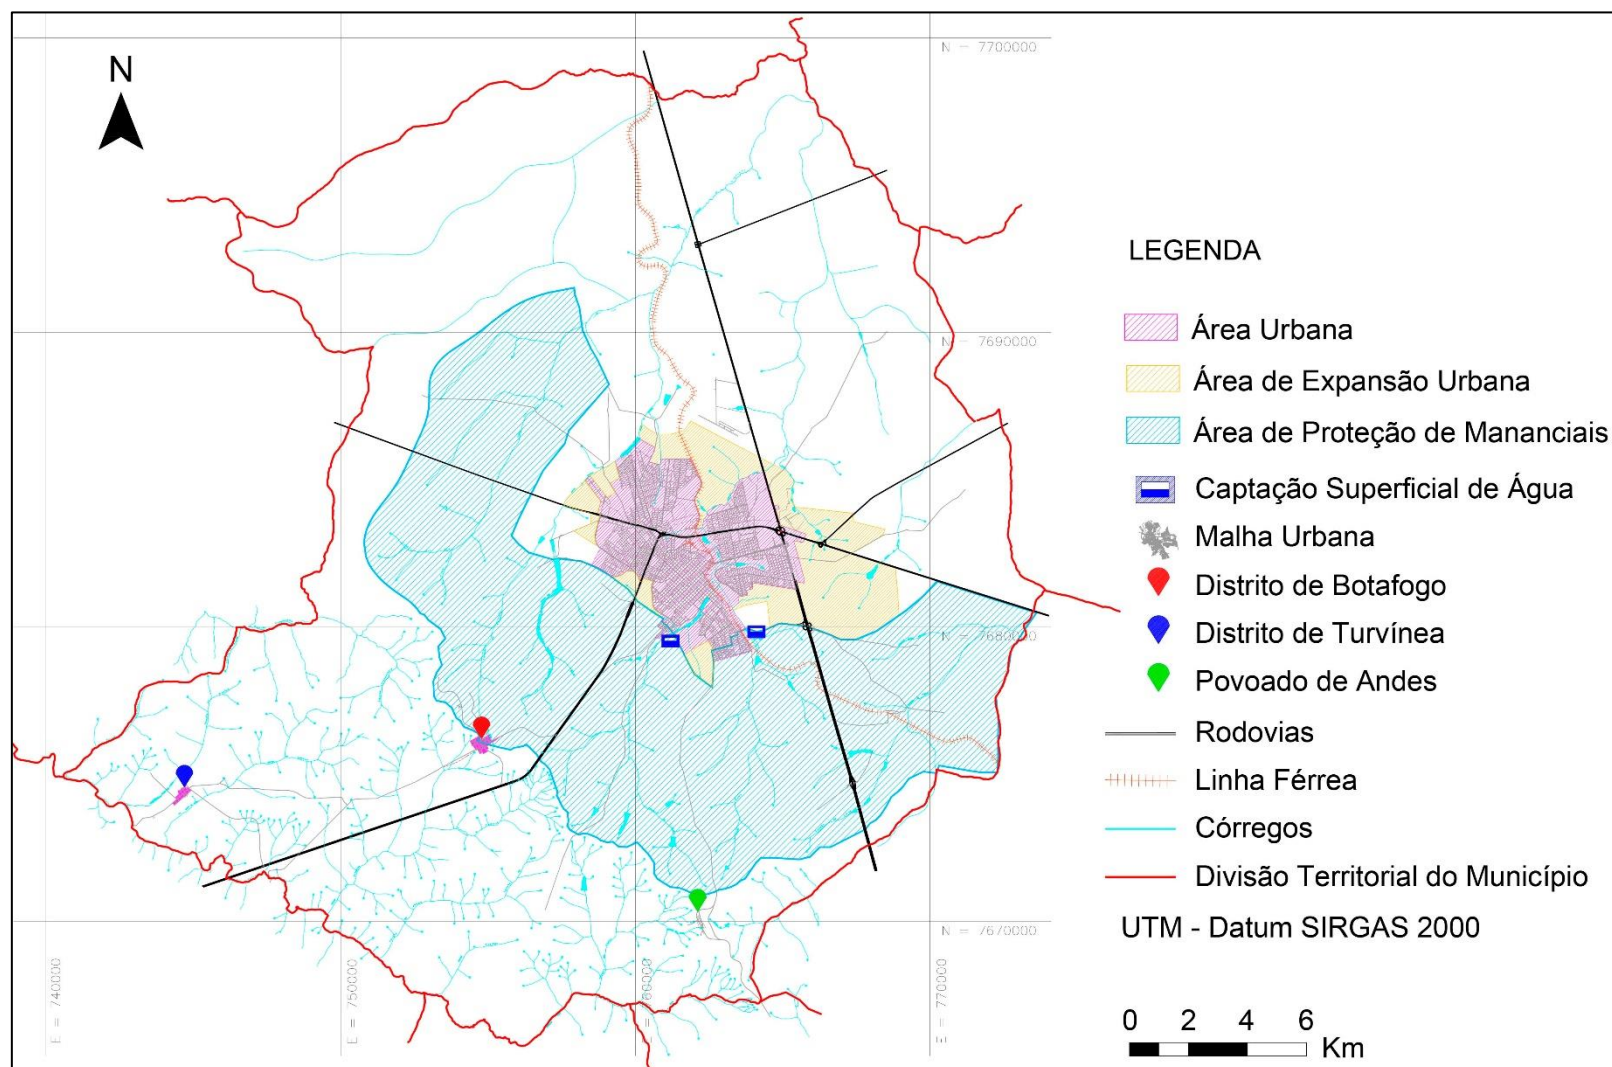 N
N = 7700000
N = 7690000
N = 7680000
N = 7670000
E = 740000
E = 750000
E = 760000
E = 770000
LEGENDA
Área Urbana
Área de Expansão Urbana
Área de Proteção de Mananciais
Captação Superficial de Água
Malha Urbana
Distrito de Botafogo
Distrito de Turvínea
Povoado de Andes
Rodovias
Linha Férrea
Córregos
Divisão Territorial do Município
UTM - Datum SIRGAS 2000
0 2 4 6
Km